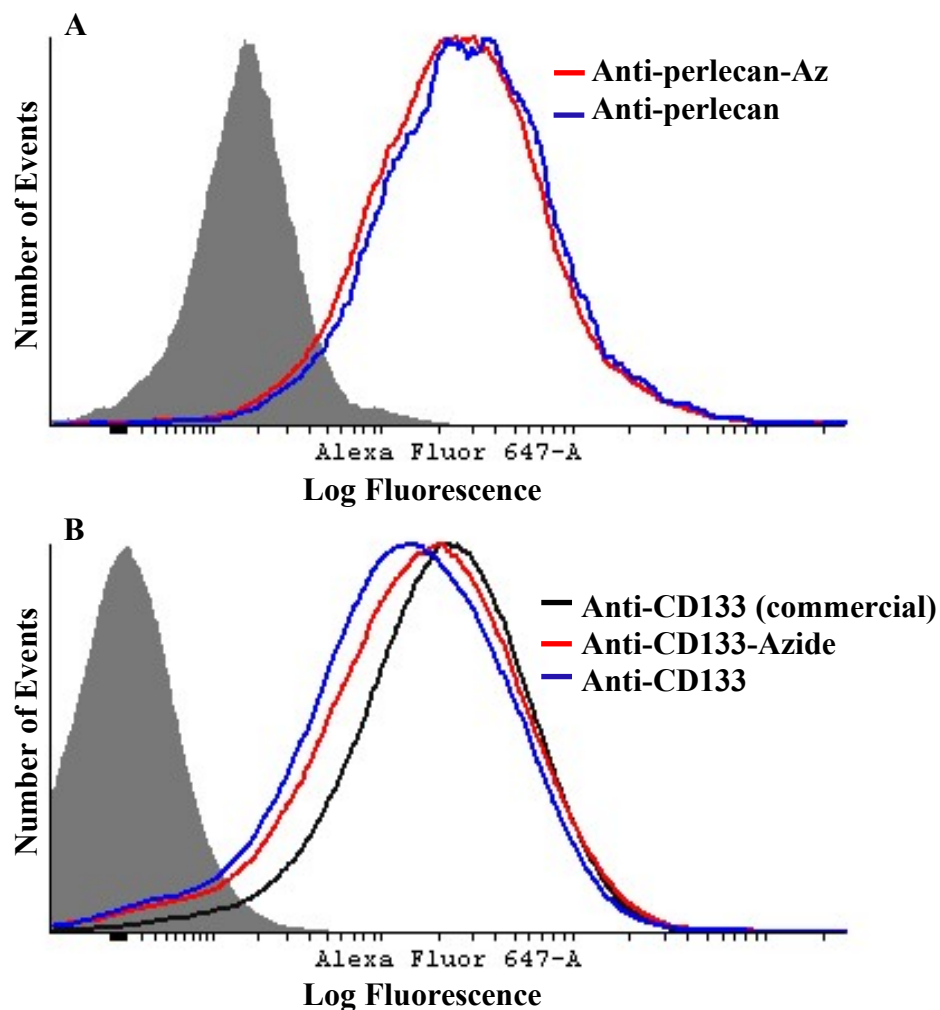 A
Anti-perlecan-Az
Anti-perlecan
Number of Events
Alexa Fluor 647-A
Log Fluorescence
B
Anti-CD133 (commercial)
Anti-CD133-Azide
Anti-CD133
Number of Events
Alexa Fluor 647-A
Log Fluorescence